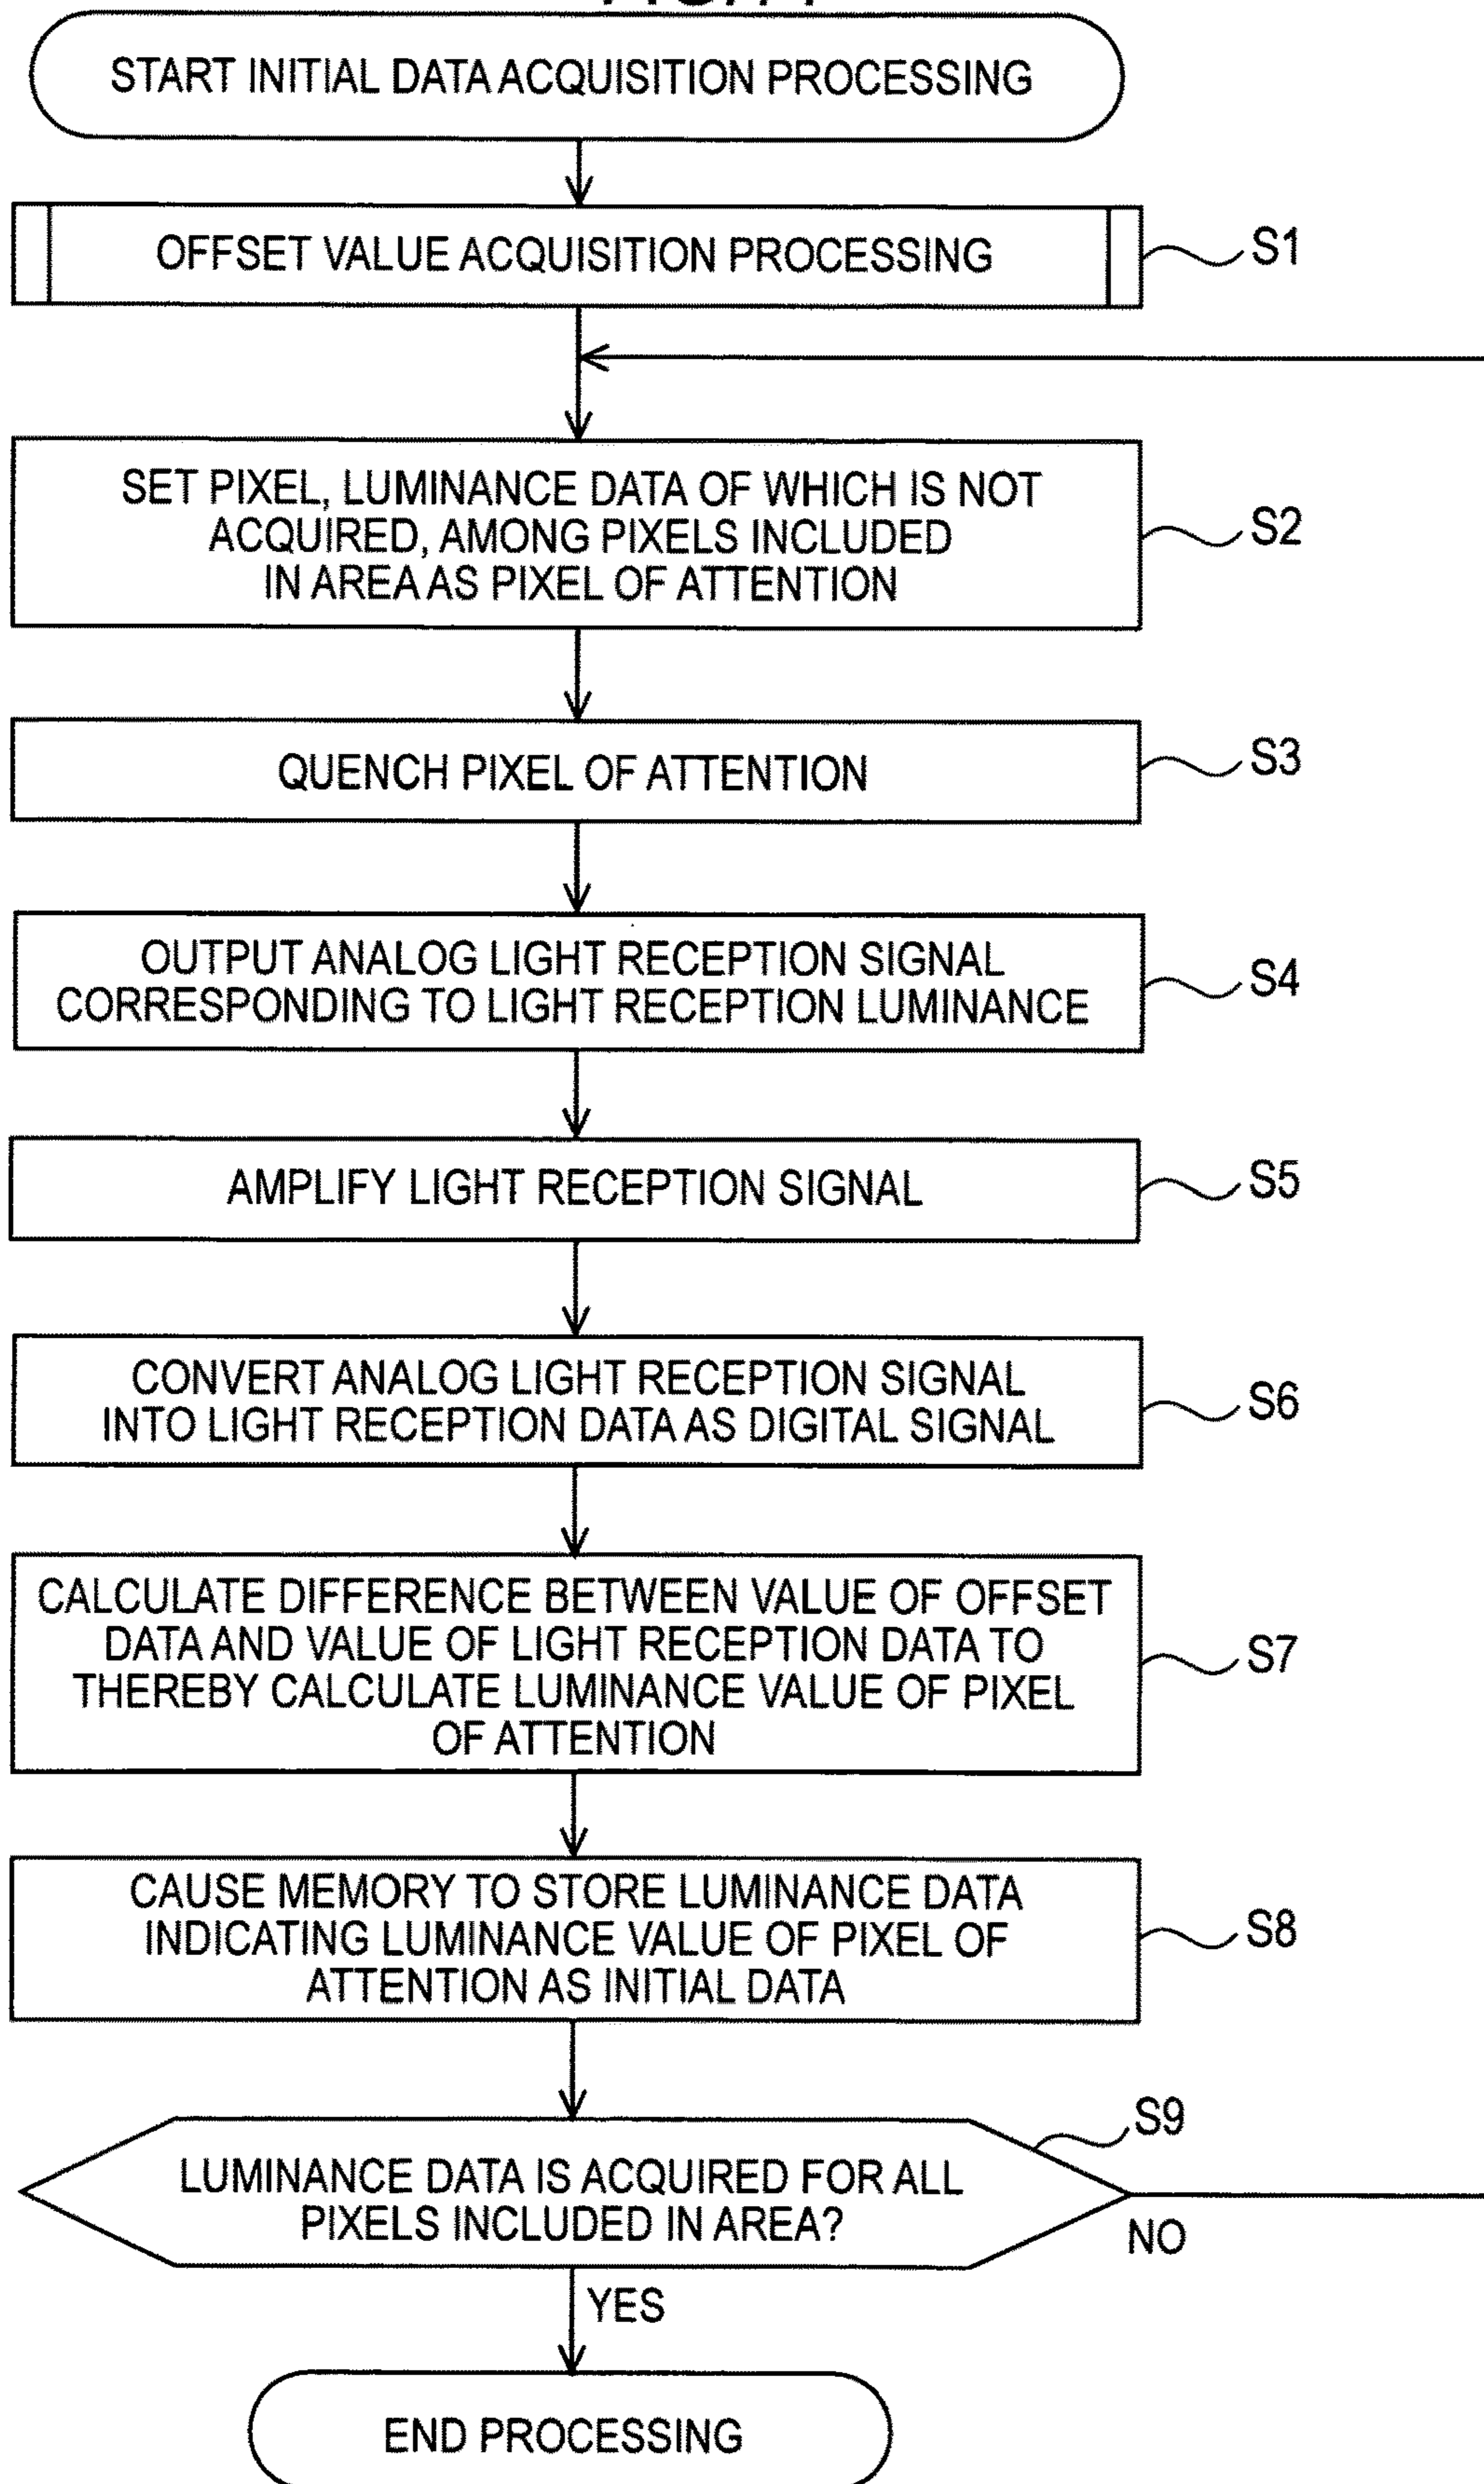 START INITIAL DATA ACQUISITION PROCESSING
OFFSET VALUE ACQUISITION PROCESSING
S1
SET PIXEL, LUMINANCE DATA OF WHICH IS NOT
ACQUIRED, AMONG PIXELS INCLUDED
IN AREA AS PIXEL OF ATTENTION
S2
QUENCH PIXEL OF ATTENTION
S3
OUTPUT ANALOG LIGHT RECEPTION SIGNAL
CORRESPONDING TO LIGHT RECEPTION LUMINANCE
S4
AMPLIFY LIGHT RECEPTION SIGNAL
S5
CONVERT ANALOG LIGHT RECEPTION SIGNAL
INTO LIGHT RECEPTION DATA AS DIGITAL SIGNAL
S6
CALCULATE DIFFERENCE BETWEEN VALUE OF OFFSET
DATA AND VALUE OF LIGHT RECEPTION DATA TO
THEREBY CALCULATE LUMINANCE VALUE OF PIXEL
OF ATTENTION
S7
CAUSE MEMORY TO STORE LUMINANCE DATA
INDICATING LUMINANCE VALUE OF PIXEL OF
ATTENTION AS INITIAL DATA
S8
S9
LUMINANCE DATA IS ACQUIRED FOR ALL
PIXELS INCLUDED IN AREA?
NO
YES
END PROCESSING